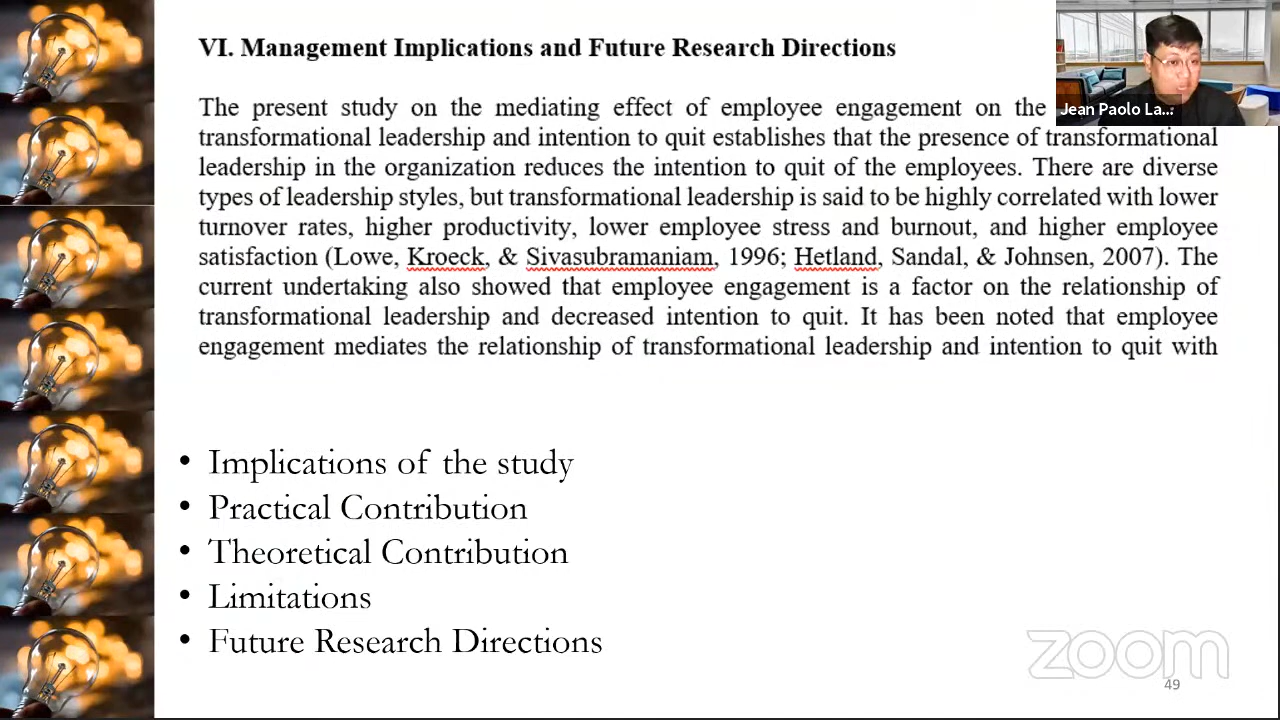 VI. Management Implications and Future Research Directions
Jean Paolo La...
The present study on the mediating effect of employee engagement on the
transformational leadership and intention to quit establishes that the presence of transformational
leadership in the organization reduces the intention to quit of the employees. There are diverse
types of leadership styles, but transformational leadership is said to be highly correlated with lower
turnover rates, higher productivity, lower employee stress and burnout, and higher employee
satisfaction (Lowe, Kroeck, & Sivasubramaniam, 1996; Hetland, Sandal, & Johnsen, 2007). The
current undertaking also showed that employee engagement is a factor on the relationship of
transformational leadership and decreased intention to quit. It has been noted that employee
engagement mediates the relationship of transformational leadership and intention to quit with
• Implications of the study
• Practical Contribution
• Theoretical Contribution
• Limitations
• Future Research Directions
zoom
49